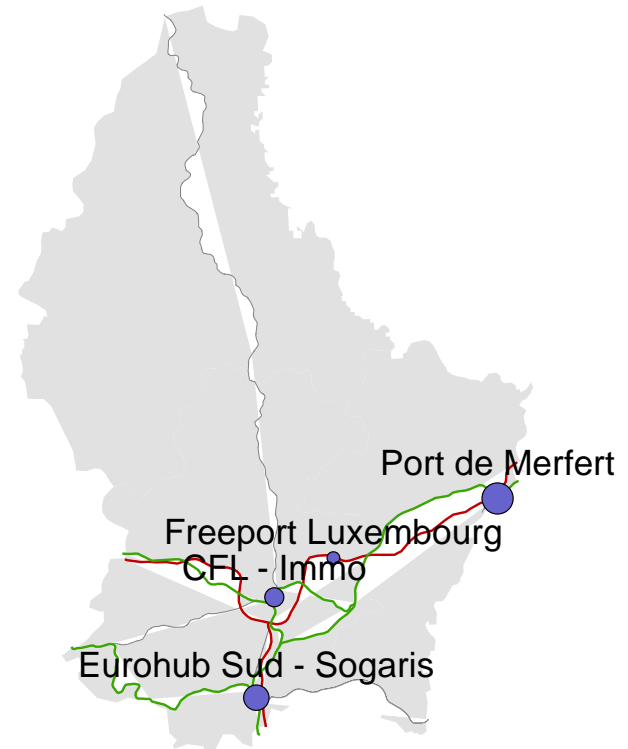 Port de Merfert
Freeport Luxembourg
CFL - Immo
Eurohub Sud - Sogaris